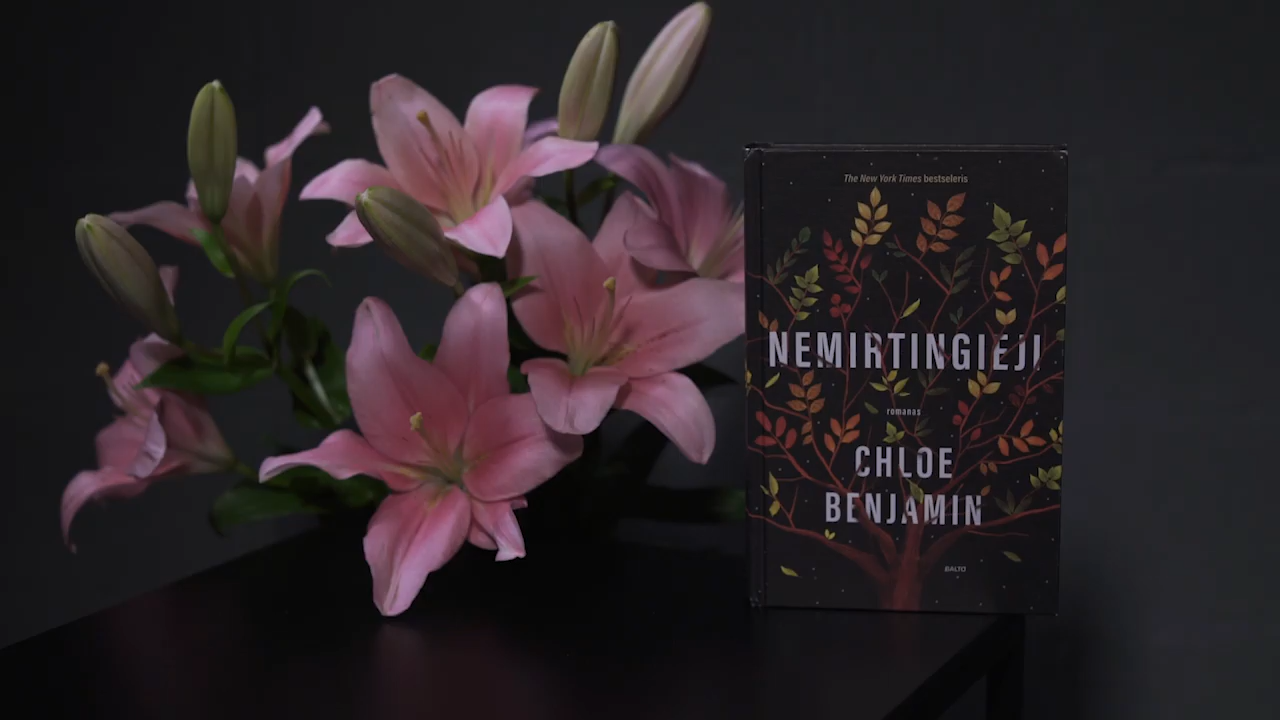 The New York Times bestseleris
NEMIRTINGIEJI
romanas
CHLOE
BENJAMIN
BALTO